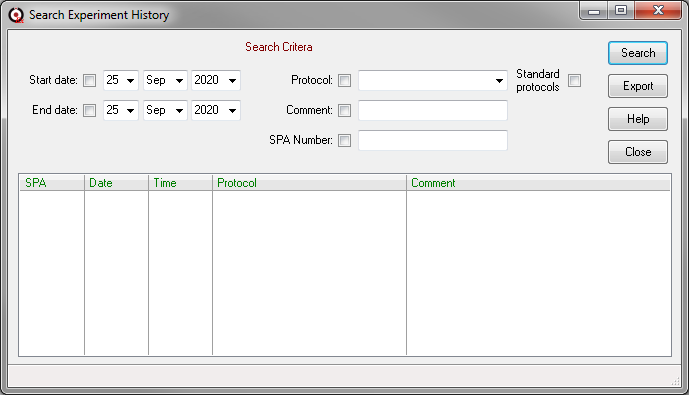 Search Experiment History
Search Critera
Search
Start date: 25 Sep 2020 Protocol: Standard
protocols
Export
End date: 25 Sep 2020 Comment:
Help
SPA Number:
Close
SPA Date Time Protocol Comment